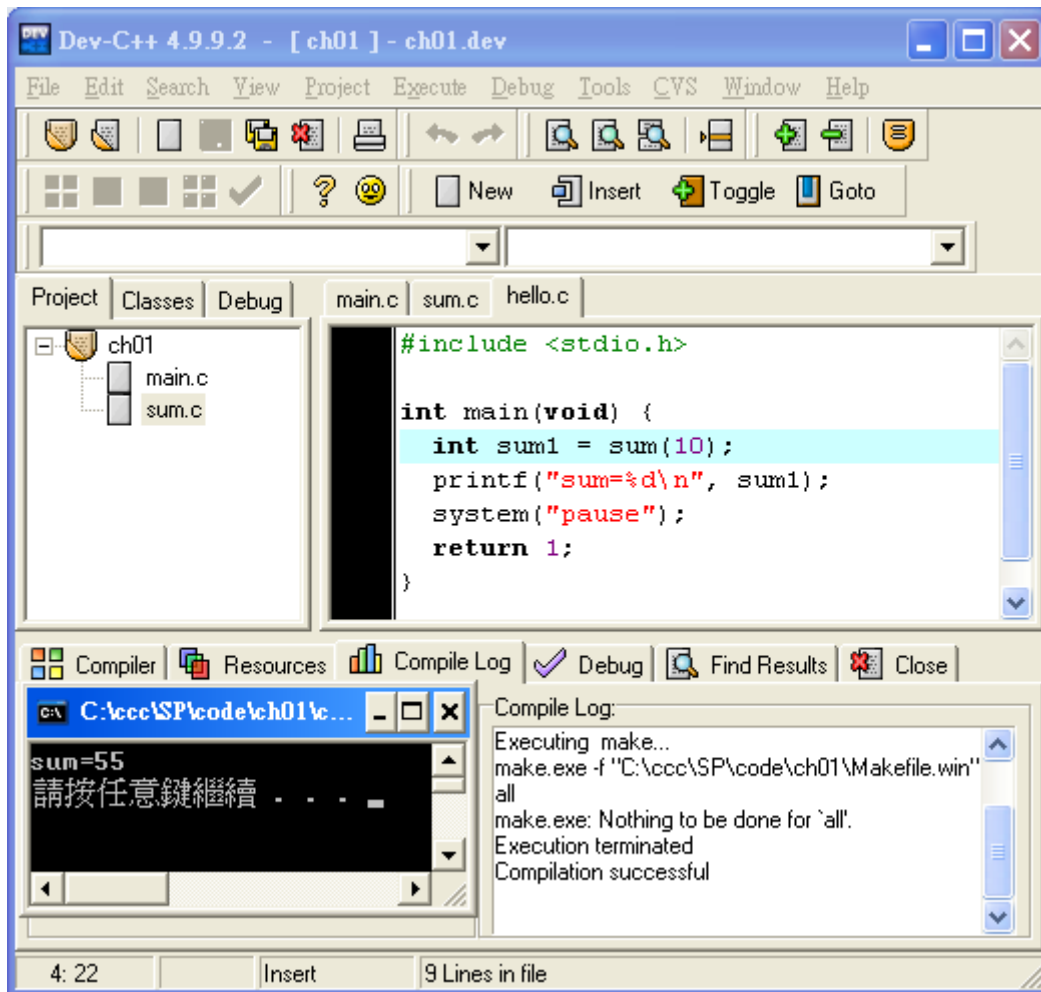 Dev-C++ 4.9.9.2 - [ ch01 ] - ch01.dev
File Edit Search View Project Execute Debug Tools CVS Window Help
New Insert Toggle Goto
Project Classes Debug
main.c sum.c hello.c
ch01
main.c
sum.c
#include <stdio.h>
int main(void) {
int sum1 = sum(10);
printf("sum=%d\n", sum1);
system("pause");
return 1;
}
Compiler Resources Compile Log Debug Find Results Close
C:\ccc\SP\code\ch01\c...
sum=55
請按任意鍵繼續 . . .
Compile Log:
Executing make...
make.exe -f "C:\ccc\SP\code\ch01\Makefile.win"
all
make.exe: Nothing to be done for `all'.
Execution terminated
Compilation successful
4: 22 Insert 9 Lines in file